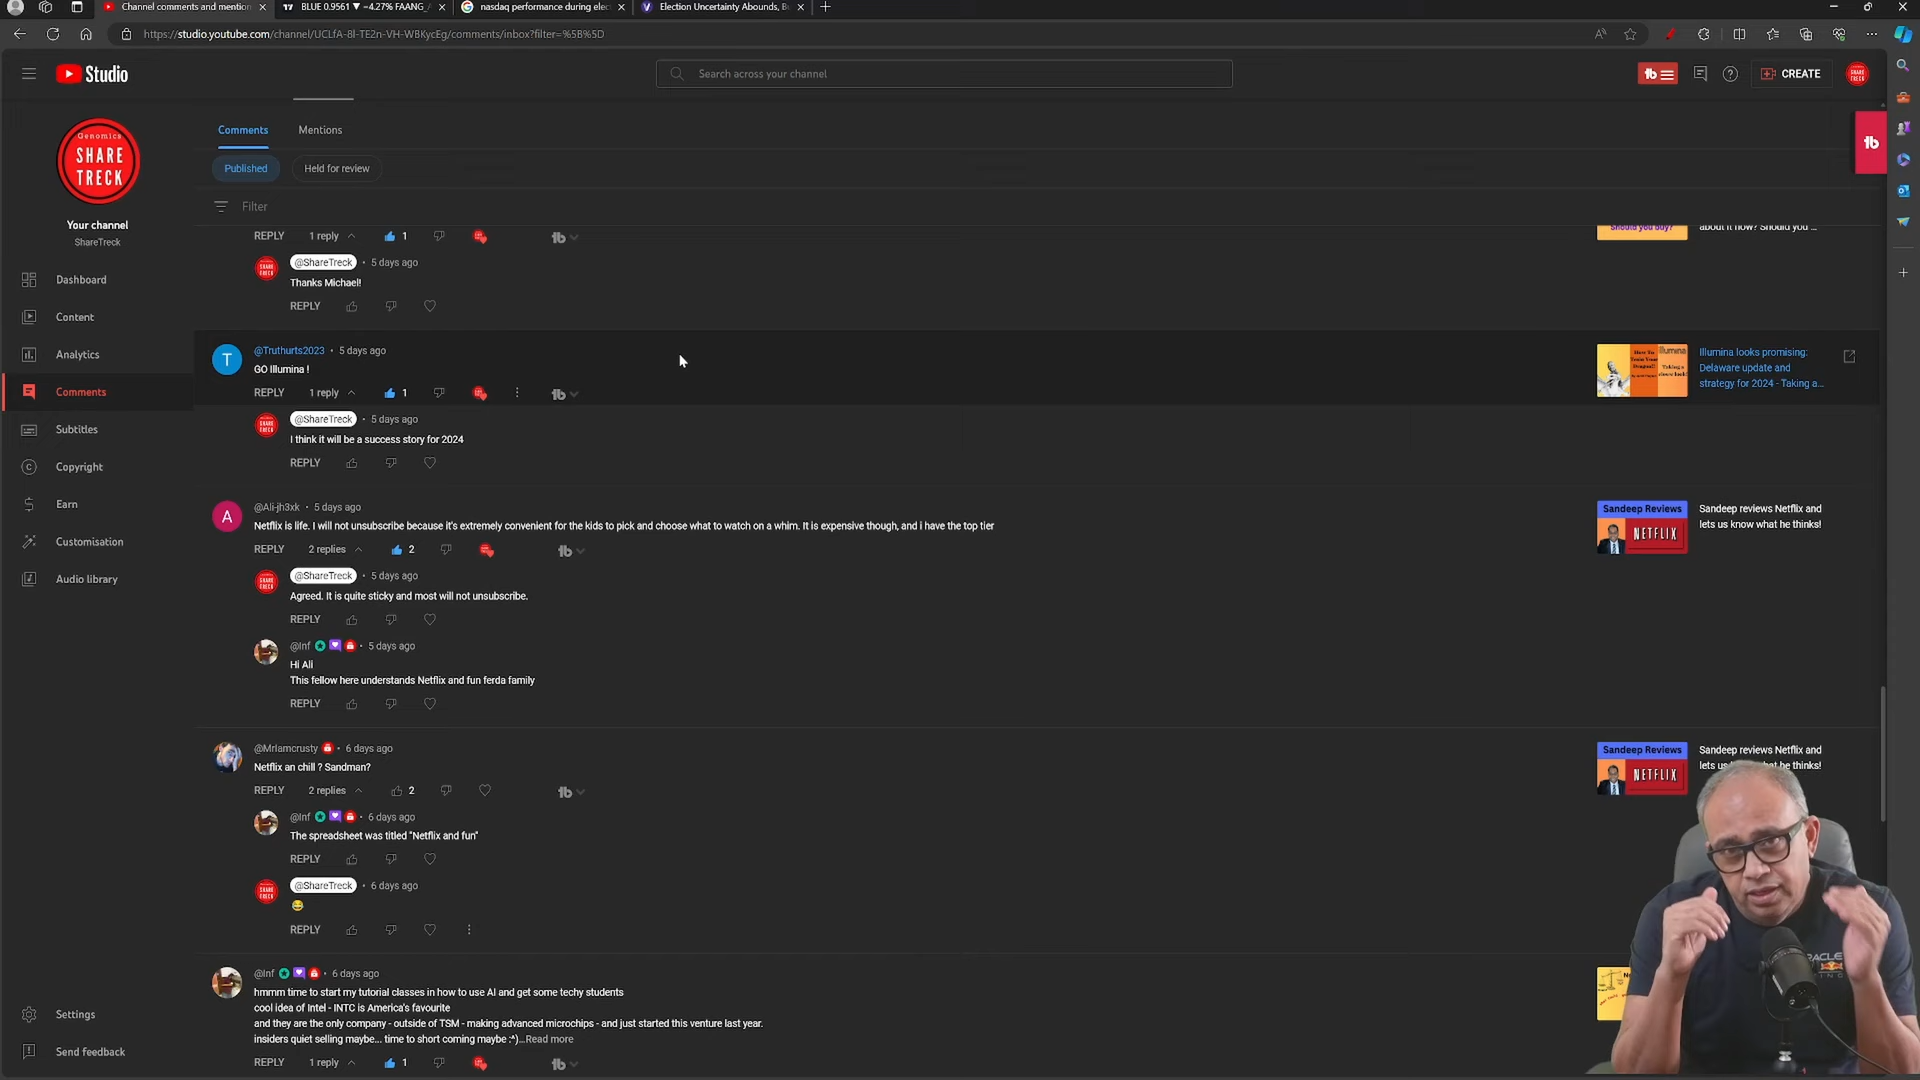 Channel comments and mention
BLUE 0.9561 ▼ −4.27% FAANG_
nasdaq performance during elec
Election Uncertainty Abounds, B
https://studio.youtube.com/channel/UCLfA-8l-TE2n-VH-WBKycEg/comments/inbox?filter=%5B%5D
Studio
Search across your channel
CREATE
Genomics
SHARE
TRECK
Your channel
ShareTreck
Dashboard
Content
Analytics
Comments
Subtitles
Copyright
Earn
Customisation
Audio library
Settings
Send feedback
Comments
Mentions
Published
Held for review
Filter
REPLY 1 reply 1
Should you buy?
about it now? Should you ...
@ShareTreck • 5 days ago
Thanks Michael!
REPLY
@Truthurts2023 • 5 days ago
GO Illumina !
REPLY 1 reply 1
Illumina looks promising:
Delaware update and
strategy for 2024 - Taking a...
@ShareTreck • 5 days ago
I think it will be a success story for 2024
REPLY
@Ali-jh3xk • 5 days ago
Netflix is life. I will not unsubscribe because it's extremely convenient for the kids to pick and choose what to watch on a whim. It is expensive though, and i have the top tier
REPLY 2 replies 2
Sandeep Reviews
NETFLIX
Sandeep reviews Netflix and
lets us know what he thinks!
@ShareTreck • 5 days ago
Agreed. It is quite sticky and most will not unsubscribe.
REPLY
@Inf • 5 days ago
Hi Ali
This fellow here understands Netflix and fun ferda family
REPLY
@MrIamcrusty • 6 days ago
Netflix an chill ? Sandman?
REPLY 2 replies 2
Sandeep Reviews
NETFLIX
Sandeep reviews Netflix and
@Inf • 6 days ago
The spreadsheet was titled "Netflix and fun"
REPLY
@ShareTreck • 6 days ago
😂
REPLY
@Inf • 6 days ago
hmmm time to start my tutorial classes in how to use AI and get some techy students
cool idea of Intel - INTC is America's favourite
and they are the only company - outside of TSM - making advanced microchips - and just started this venture last year.
insiders quiet selling maybe... time to short coming maybe :^)...Read more
REPLY 1 reply 1